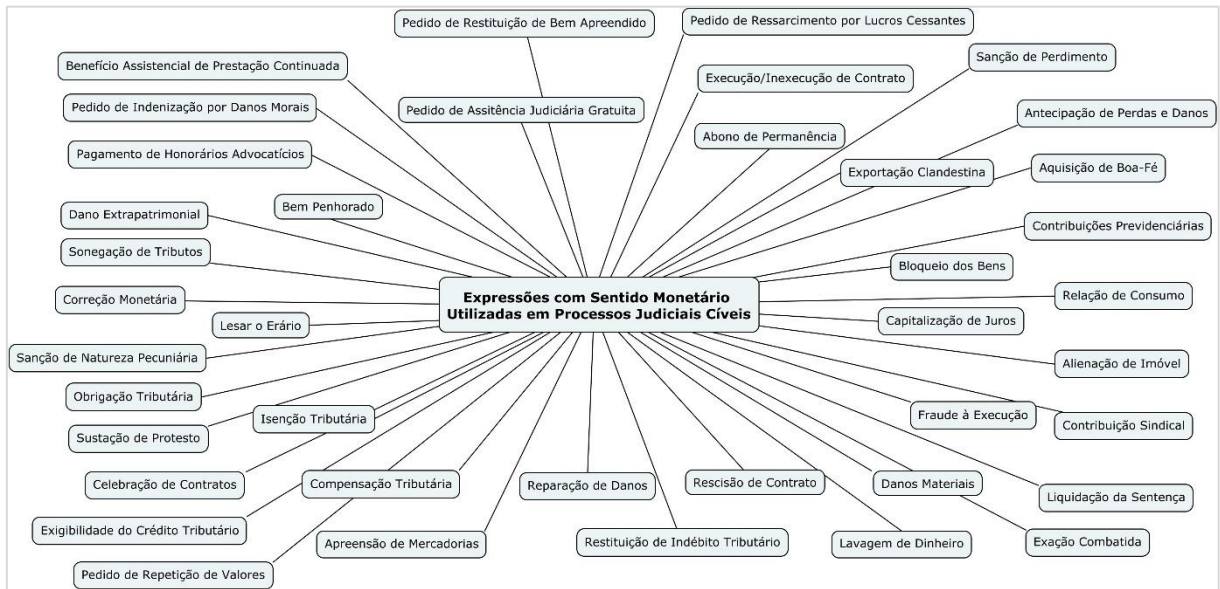 Pedido de Restituição de Bem Apreendido
Pedido de Ressarcimento por Lucros Cessantes
Sanção de Perdimento
Benefício Assistencial de Prestação Continuada
Execução/Inexecução de Contrato
Pedido de Indenização por Danos Morais
Pedido de Assitência Judiciária Gratuita
Antecipação de Perdas e Danos
Abono de Permanência
Pagamento de Honorários Advocatícios
Exportação Clandestina
Aquisição de Boa-Fé
Bem Penhorado
Dano Extrapatrimonial
Contribuições Previdenciárias
Sonegação de Tributos
Bloqueio dos Bens
Correção Monetária
Expressões com Sentido Monetário
Utilizadas em Processos Judiciais Cíveis
Relação de Consumo
Lesar o Erário
Capitalização de Juros
Sanção de Natureza Pecuniária
Alienação de Imóvel
Obrigação Tributária
Isenção Tributária
Fraude à Execução
Contribuição Sindical
Sustação de Protesto
Celebração de Contratos
Compensação Tributária
Reparação de Danos
Rescisão de Contrato
Danos Materiais
Liquidação da Sentença
Exigibilidade do Crédito Tributário
Apreensão de Mercadorias
Restituição de Indébito Tributário
Lavagem de Dinheiro
Exação Combatida
Pedido de Repetição de Valores